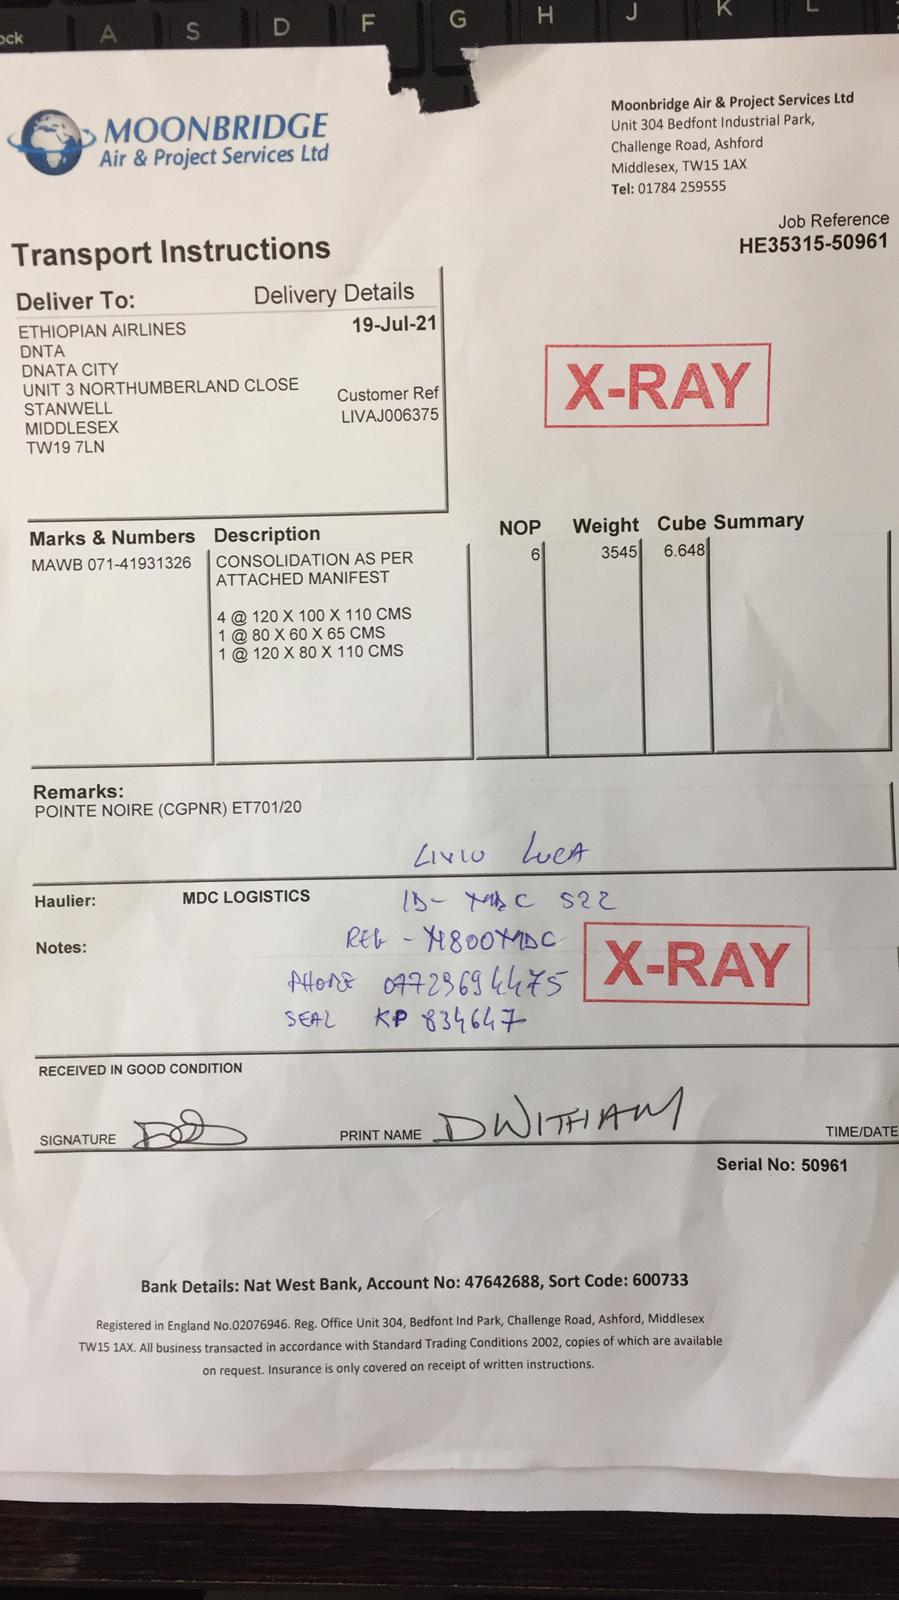 ock A S D F G H J K L
MOONBRIDGE
Air & Project Services Ltd
Moonbridge Air & Project Services Ltd
Unit 304 Bedfont Industrial Park,
Challenge Road, Ashford
Middlesex, TW15 1AX
Tel: 01784 259555
Job Reference
HE35315-50961
Transport Instructions
Deliver To: Delivery Details
ETHIOPIAN AIRLINES 19-Jul-21
DNTA
DNATA CITY
UNIT 3 NORTHUMBERLAND CLOSE
STANWELL
MIDDLESEX
TW19 7LN
Customer Ref
LIVAJ006375
X-RAY
Marks & Numbers Description NOP Weight Cube Summary
MAWB 071-41931326 CONSOLIDATION AS PER 6 3545 6.648
ATTACHED MANIFEST
4 @ 120 X 100 X 110 CMS
1 @ 80 X 60 X 65 CMS
1 @ 120 X 80 X 110 CMS
Remarks:
POINTE NOIRE (CGPNR) ET701/20
LIVIU LUCA
Haulier: MDC LOGISTICS ID- MDC 522
Notes: REG - M800MDC
PHONE 07723694475
SEAL KP 834647
X-RAY
RECEIVED IN GOOD CONDITION
SIGNATURE PRINT NAME D WITHAM TIME/DATE
Serial No: 50961
Bank Details: Nat West Bank, Account No: 47642688, Sort Code: 600733
Registered in England No.02076946. Reg. Office Unit 304, Bedfont Ind Park, Challenge Road, Ashford, Middlesex
TW15 1AX. All business transacted in accordance with Standard Trading Conditions 2002, copies of which are available
on request. Insurance is only covered on receipt of written instructions.